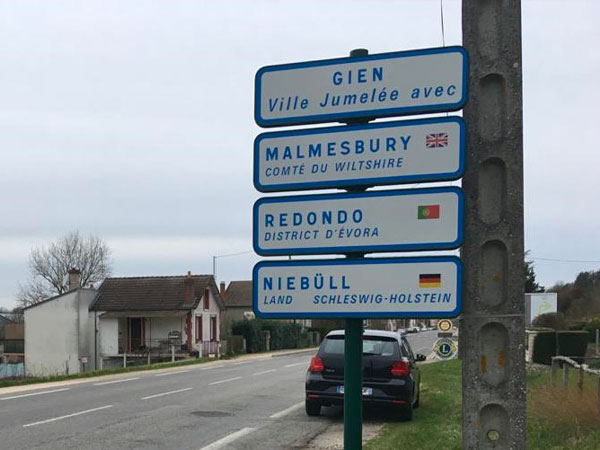 GIEN
Ville Jumelée avec
MALMESBURY
COMTÉ DU WILTSHIRE
REDONDO
DISTRICT D'ÉVORA
NIEBÜLL
LAND SCHLESWIG-HOLSTEIN
L